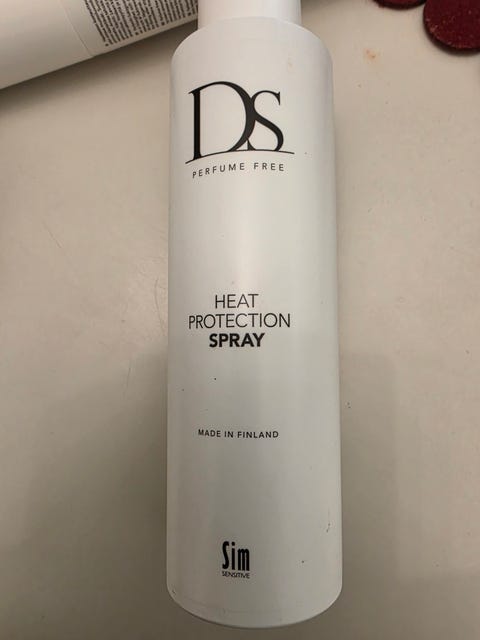 DS
PERFUME FREE
HEAT
PROTECTION
SPRAY
MADE IN FINLAND
Sim
SENSITIVE